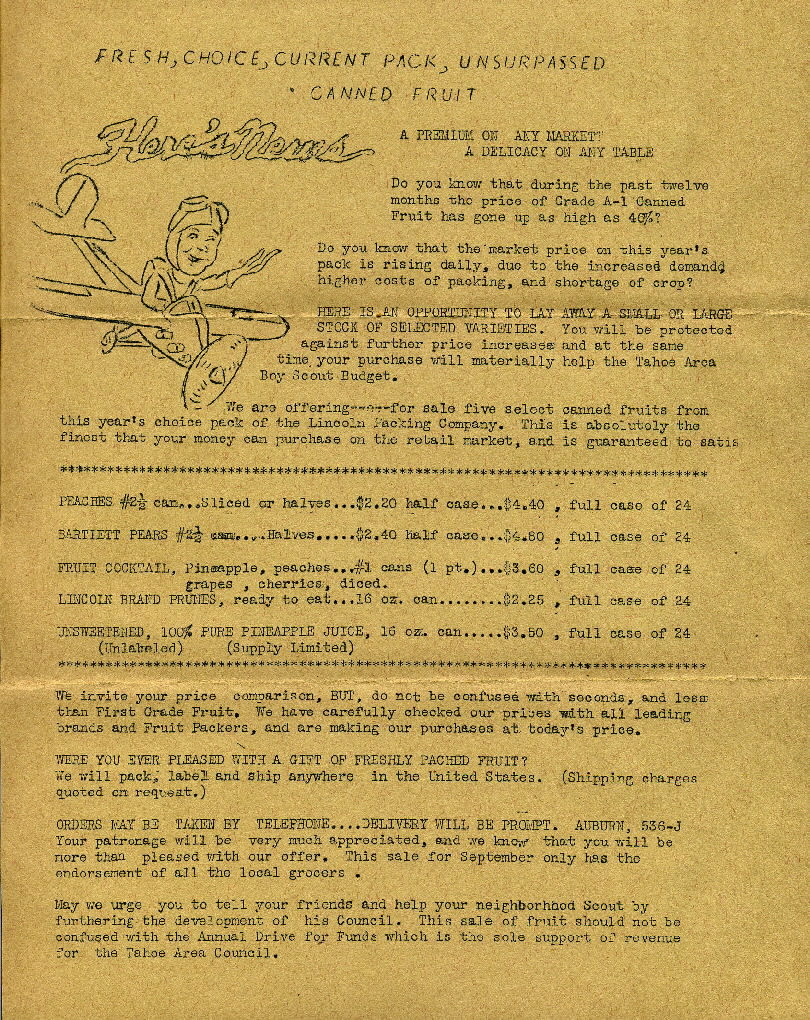 FRESH, CHOICE, CURRENT PACK, UNSURPASSED
CANNED FRUIT
Here's News
A PREMIUM ON ANY MARKET
A DELICACY ON ANY TABLE
Do you know that during the past twelve
months the price of Grade A-1 Canned
Fruit has gone up as high as 40%?
Do you know that the market price on this year's
pack is rising daily, due to the increased demand,
higher costs of packing, and shortage of crop?
HERE IS AN OPPORTUNITY TO LAY AWAY A SMALL OR LARGE
STOCK OF SELECTED VARIETIES. You will be protected
against further price increases and at the same
time, your purchase will materially help the Tahoe Area
Boy Scout Budget.
We are offering-----for sale five select canned fruits from
this year's choice pack of the Lincoln Packing Company. This is absolutely the
finest that your money can purchase on the retail market, and is guaranteed to satis
********************************************************************************
PEACHES #2½ can...Sliced or halves...$2.20 half case...$4.40 , full case of 24
BARTLETT PEARS #2½ can....Halves.....$2.40 half case...$4.80 , full case of 24
FRUIT COCKTAIL, Pineapple, peaches...#1 cans (1 pt.)...$3.60 , full case of 24
grapes , cherries, diced.
LINCOLN BRAND PRUNES, ready to eat...16 oz. can........$2.25 , full case of 24
UNSWEETENED, 100% PURE PINEAPPLE JUICE, 16 oz. can.....$3.50 , full case of 24
(Unlabeled) (Supply Limited)
********************************************************************************
We invite your price comparison, BUT, do not be confused with seconds, and less
than First Grade Fruit. We have carefully checked our prices with all leading
brands and Fruit Packers, and are making our purchases at today's price.
WERE YOU EVER PLEASED WITH A GIFT OF FRESHLY PACHED FRUIT?
We will pack, label and ship anywhere in the United States. (Shipping charges
quoted on request.)
ORDERS MAY BE TAKEN BY TELEPHONE....DELIVERY WILL BE PROMPT. AUBURN, 536-J
Your patronage will be very much appreciated, and we know that you will be
more than pleased with our offer. This sale for September only has the
endorsement of all the local grocers .
May we urge you to tell your friends and help your neighborhood Scout by
furthering the development of his Council. This sale of fruit should not be
confused with the Annual Drive for Funds which is the sole support of revenue
for the Tahoe Area Council.